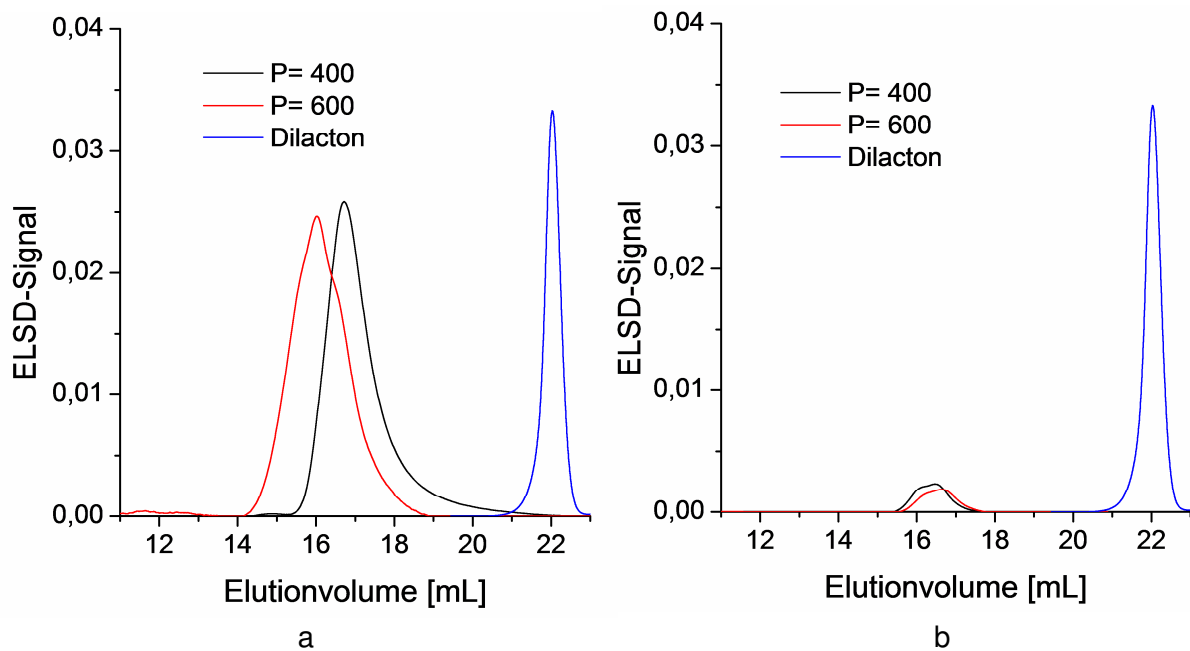 0,04
0,03
0,02
0,01
0,00
ELSD-Signal
P= 400
P= 600
Dilacton
12 14 16 18 20 22
Elutionvolume [mL]
a
0,04
0,03
0,02
0,01
0,00
ELSD-Signal
P= 400
P= 600
Dilacton
12 14 16 18 20 22
Elutionvolume [mL]
b